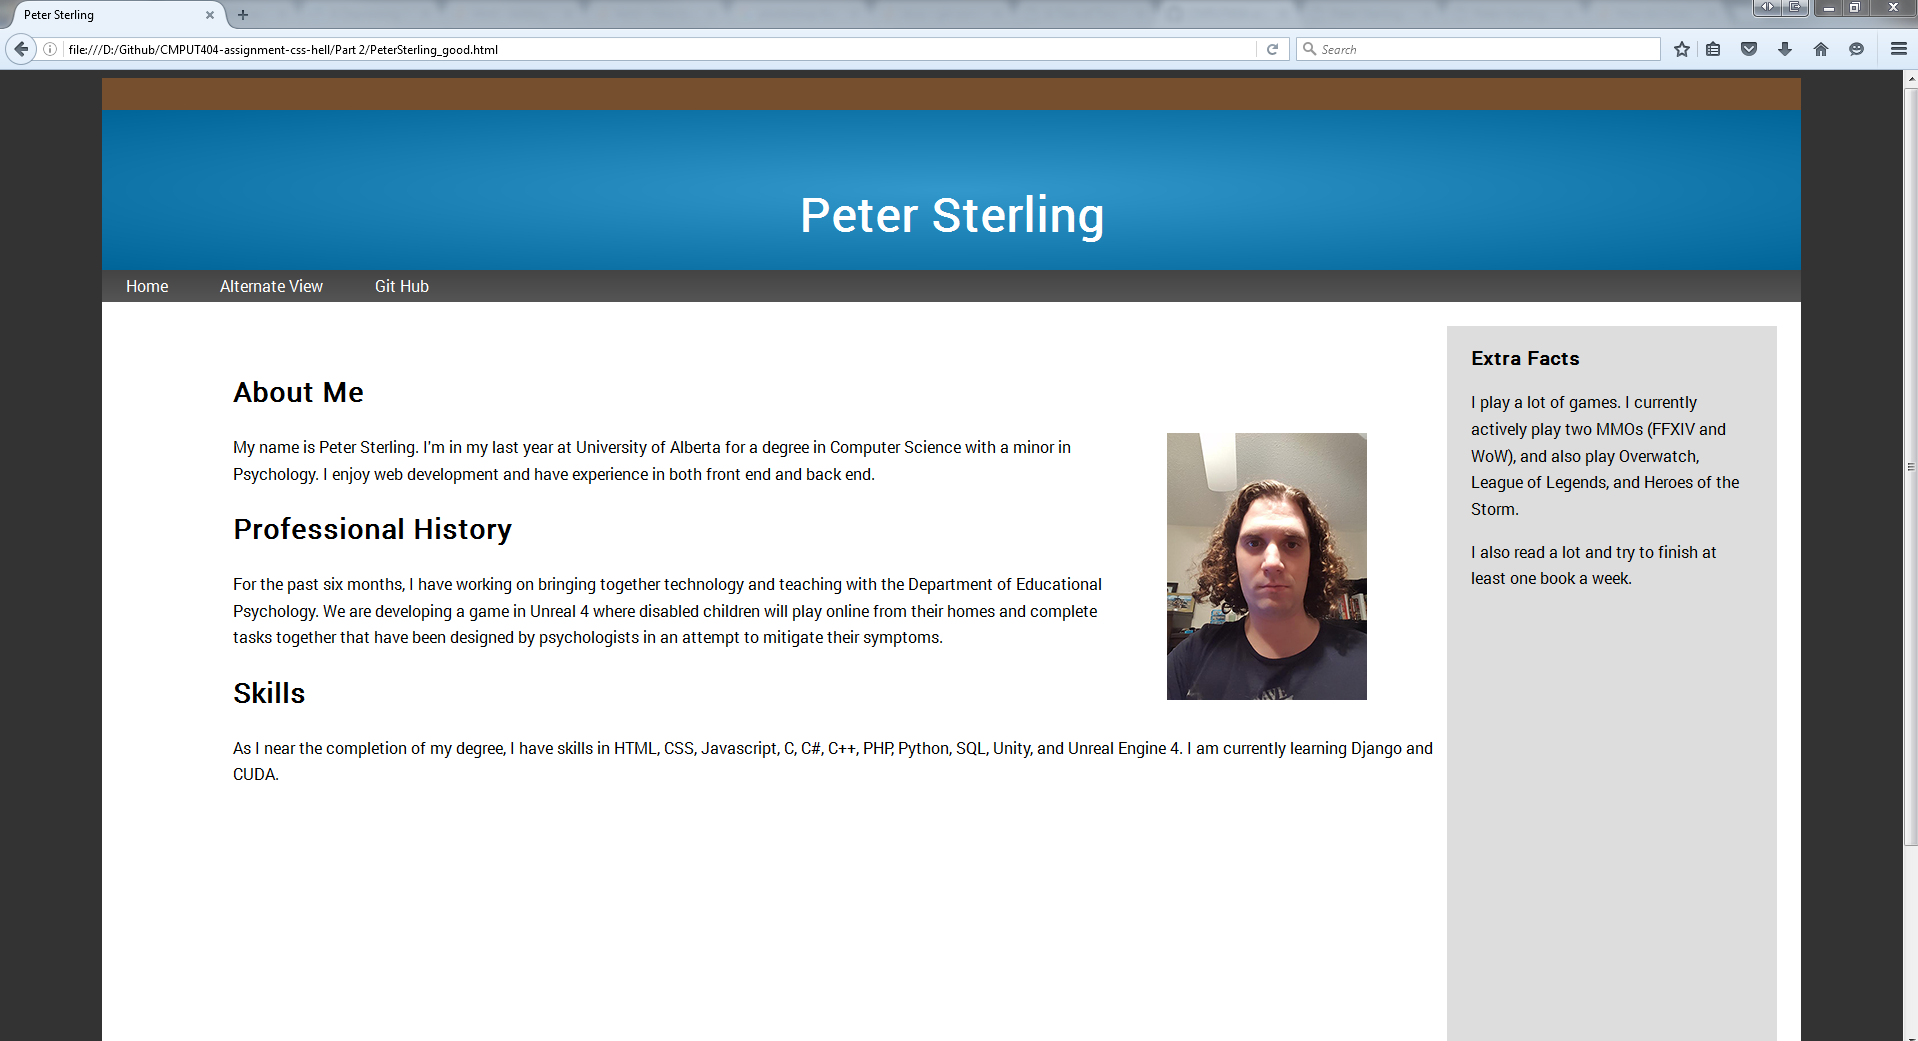 Peter Sterling
file:///D:/Github/CMPUT404-assignment-css-hell/Part 2/PeterSterling_good.html
Search
Peter Sterling
Home Alternate View Git Hub
About Me
My name is Peter Sterling. I'm in my last year at University of Alberta for a degree in Computer Science with a minor in
Psychology. I enjoy web development and have experience in both front end and back end.
Professional History
For the past six months, I have working on bringing together technology and teaching with the Department of Educational
Psychology. We are developing a game in Unreal 4 where disabled children will play online from their homes and complete
tasks together that have been designed by psychologists in an attempt to mitigate their symptoms.
Skills
As I near the completion of my degree, I have skills in HTML, CSS, Javascript, C, C#, C++, PHP, Python, SQL, Unity, and Unreal Engine 4. I am currently learning Django and
CUDA.
Extra Facts
I play a lot of games. I currently
actively play two MMOs (FFXIV and
WoW), and also play Overwatch,
League of Legends, and Heroes of the
Storm.
I also read a lot and try to finish at
least one book a week.